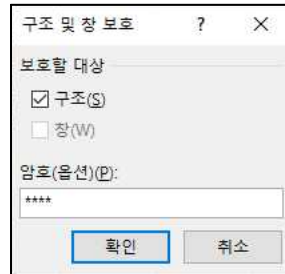 구조 및 창 보호 ? ×
보호할 대상
구조(S)
창(W)
암호(옵션)(P):
****
확인 취소